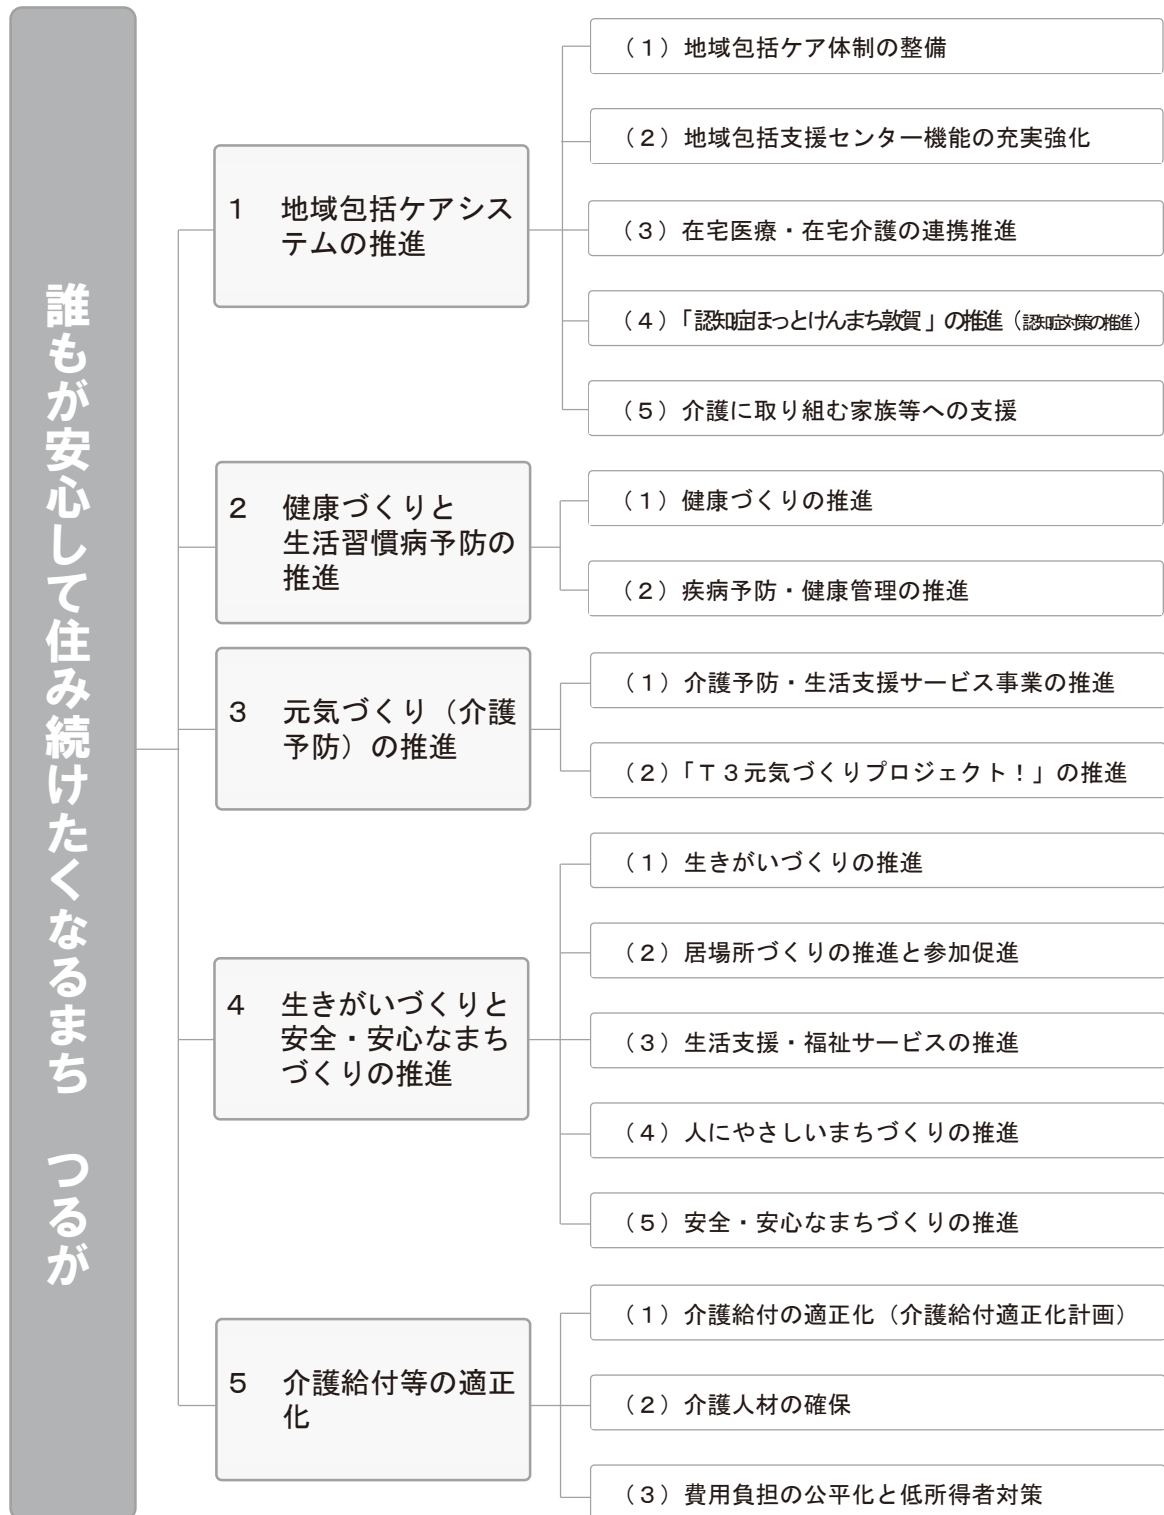 誰もが安心して住み続けたくなるまち　つるが
1　地域包括ケアシス
テムの推進
（1）地域包括ケア体制の整備
（2）地域包括支援センター機能の充実強化
（3）在宅医療・在宅介護の連携推進
（4）「認知症ほっとけんまち敦賀」の推進（認知症対策の推進）
（5）介護に取り組む家族等への支援
2　健康づくりと
生活習慣病予防の
推進
（1）健康づくりの推進
（2）疾病予防・健康管理の推進
3　元気づくり（介護
予防）の推進
（1）介護予防・生活支援サービス事業の推進
（2）「T3元気づくりプロジェクト！」の推進
4　生きがいづくりと
安全・安心なまち
づくりの推進
（1）生きがいづくりの推進
（2）居場所づくりの推進と参加促進
（3）生活支援・福祉サービスの推進
（4）人にやさしいまちづくりの推進
（5）安全・安心なまちづくりの推進
5　介護給付等の適正
化
（1）介護給付の適正化（介護給付適正化計画）
（2）介護人材の確保
（3）費用負担の公平化と低所得者対策